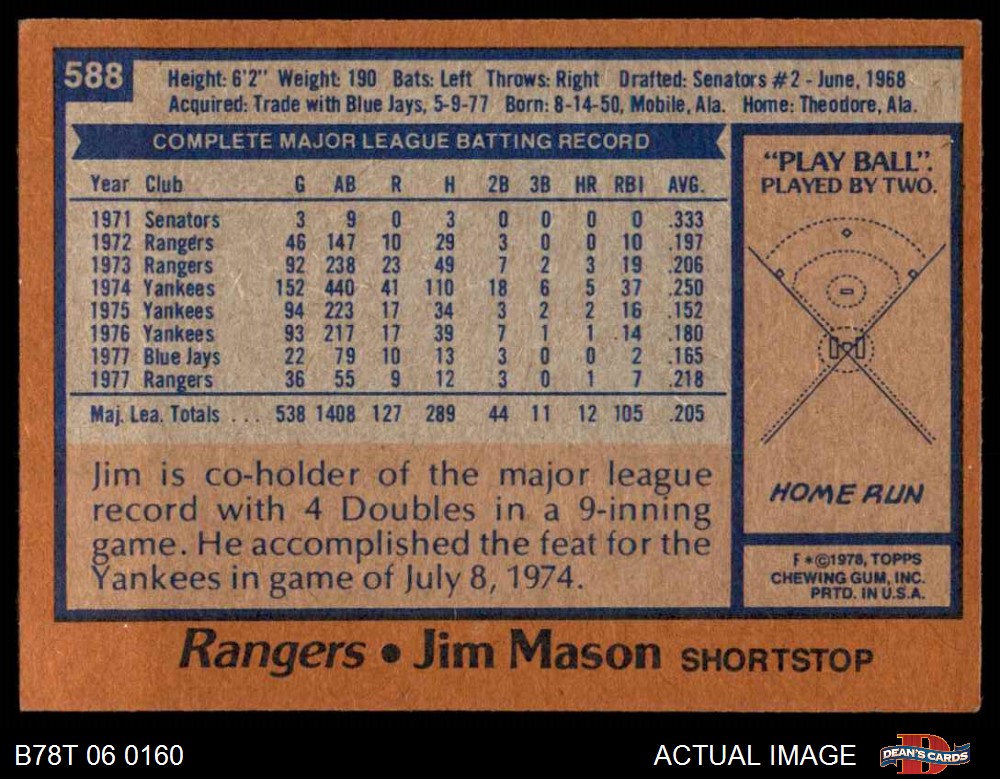 588
Height: 6'2" Weight: 190 Bats: Left Throws: Right Drafted: Senators #2 - June, 1968
Acquired: Trade with Blue Jays, 5-9-77 Born: 8-14-50, Mobile, Ala. Home: Theodore, Ala.
COMPLETE MAJOR LEAGUE BATTING RECORD
Year Club G AB R H 2B 3B HR RBI AVG.
1971 Senators 3 9 0 3 0 0 0 0 .333
1972 Rangers 46 147 10 29 3 0 0 10 .197
1973 Rangers 92 238 23 49 7 2 3 19 .206
1974 Yankees 152 440 41 110 18 6 5 37 .250
1975 Yankees 94 223 17 34 3 2 2 16 .152
1976 Yankees 93 217 17 39 7 1 1 14 .180
1977 Blue Jays 22 79 10 13 3 0 0 2 .165
1977 Rangers 36 55 9 12 3 0 1 7 .218
Maj. Lea. Totals . . . 538 1408 127 289 44 11 12 105 .205
Jim is co-holder of the major league
record with 4 Doubles in a 9-inning
game. He accomplished the feat for the
Yankees in game of July 8, 1974.
"PLAY BALL".
PLAYED BY TWO.
HOME RUN
F * © 1978, TOPPS
CHEWING GUM, INC.
PRTD. IN U.S.A.
Rangers • Jim Mason SHORTSTOP
B78T 06 0160
ACTUAL IMAGE
D
DEAN'S CARDS